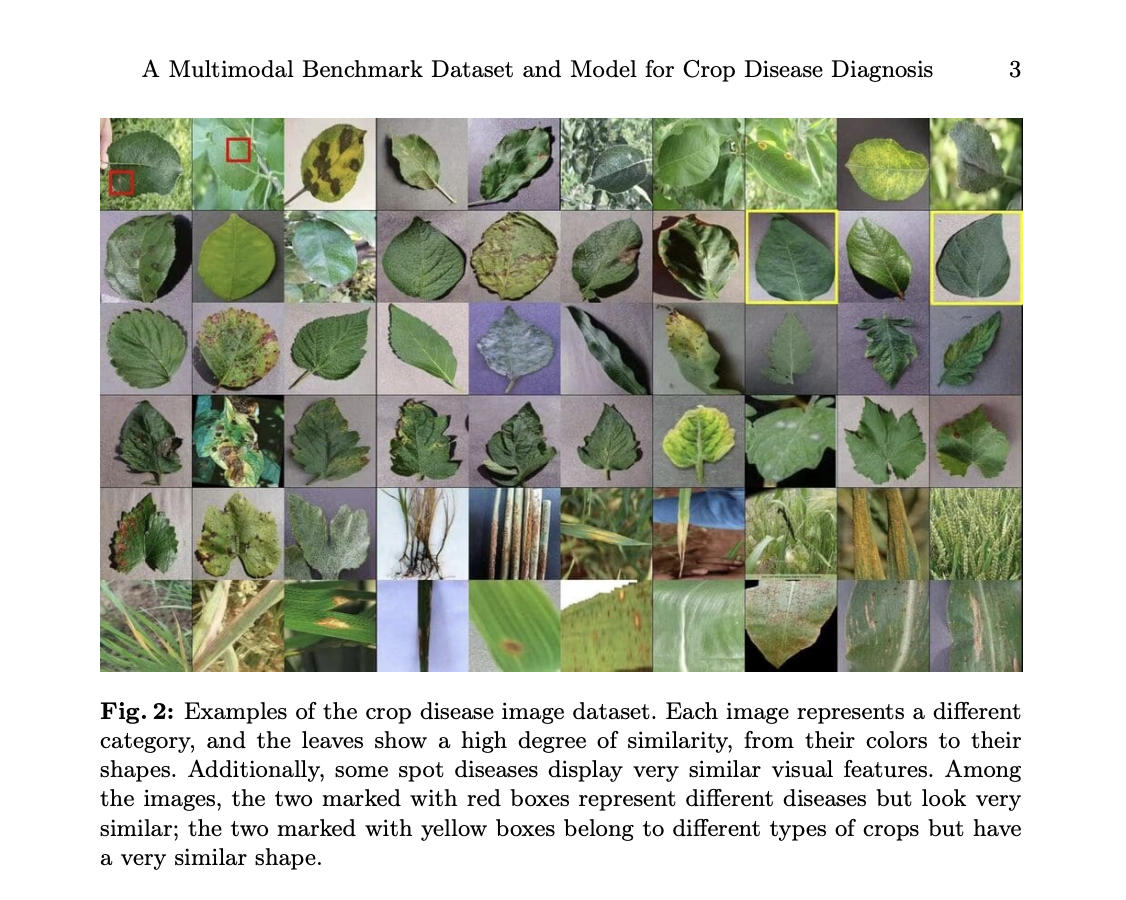 A Multimodal Benchmark Dataset and Model for Crop Disease Diagnosis 3
Fig. 2: Examples of the crop disease image dataset. Each image represents a different
category, and the leaves show a high degree of similarity, from their colors to their
shapes. Additionally, some spot diseases display very similar visual features. Among
the images, the two marked with red boxes represent different diseases but look very
similar; the two marked with yellow boxes belong to different types of crops but have
a very similar shape.